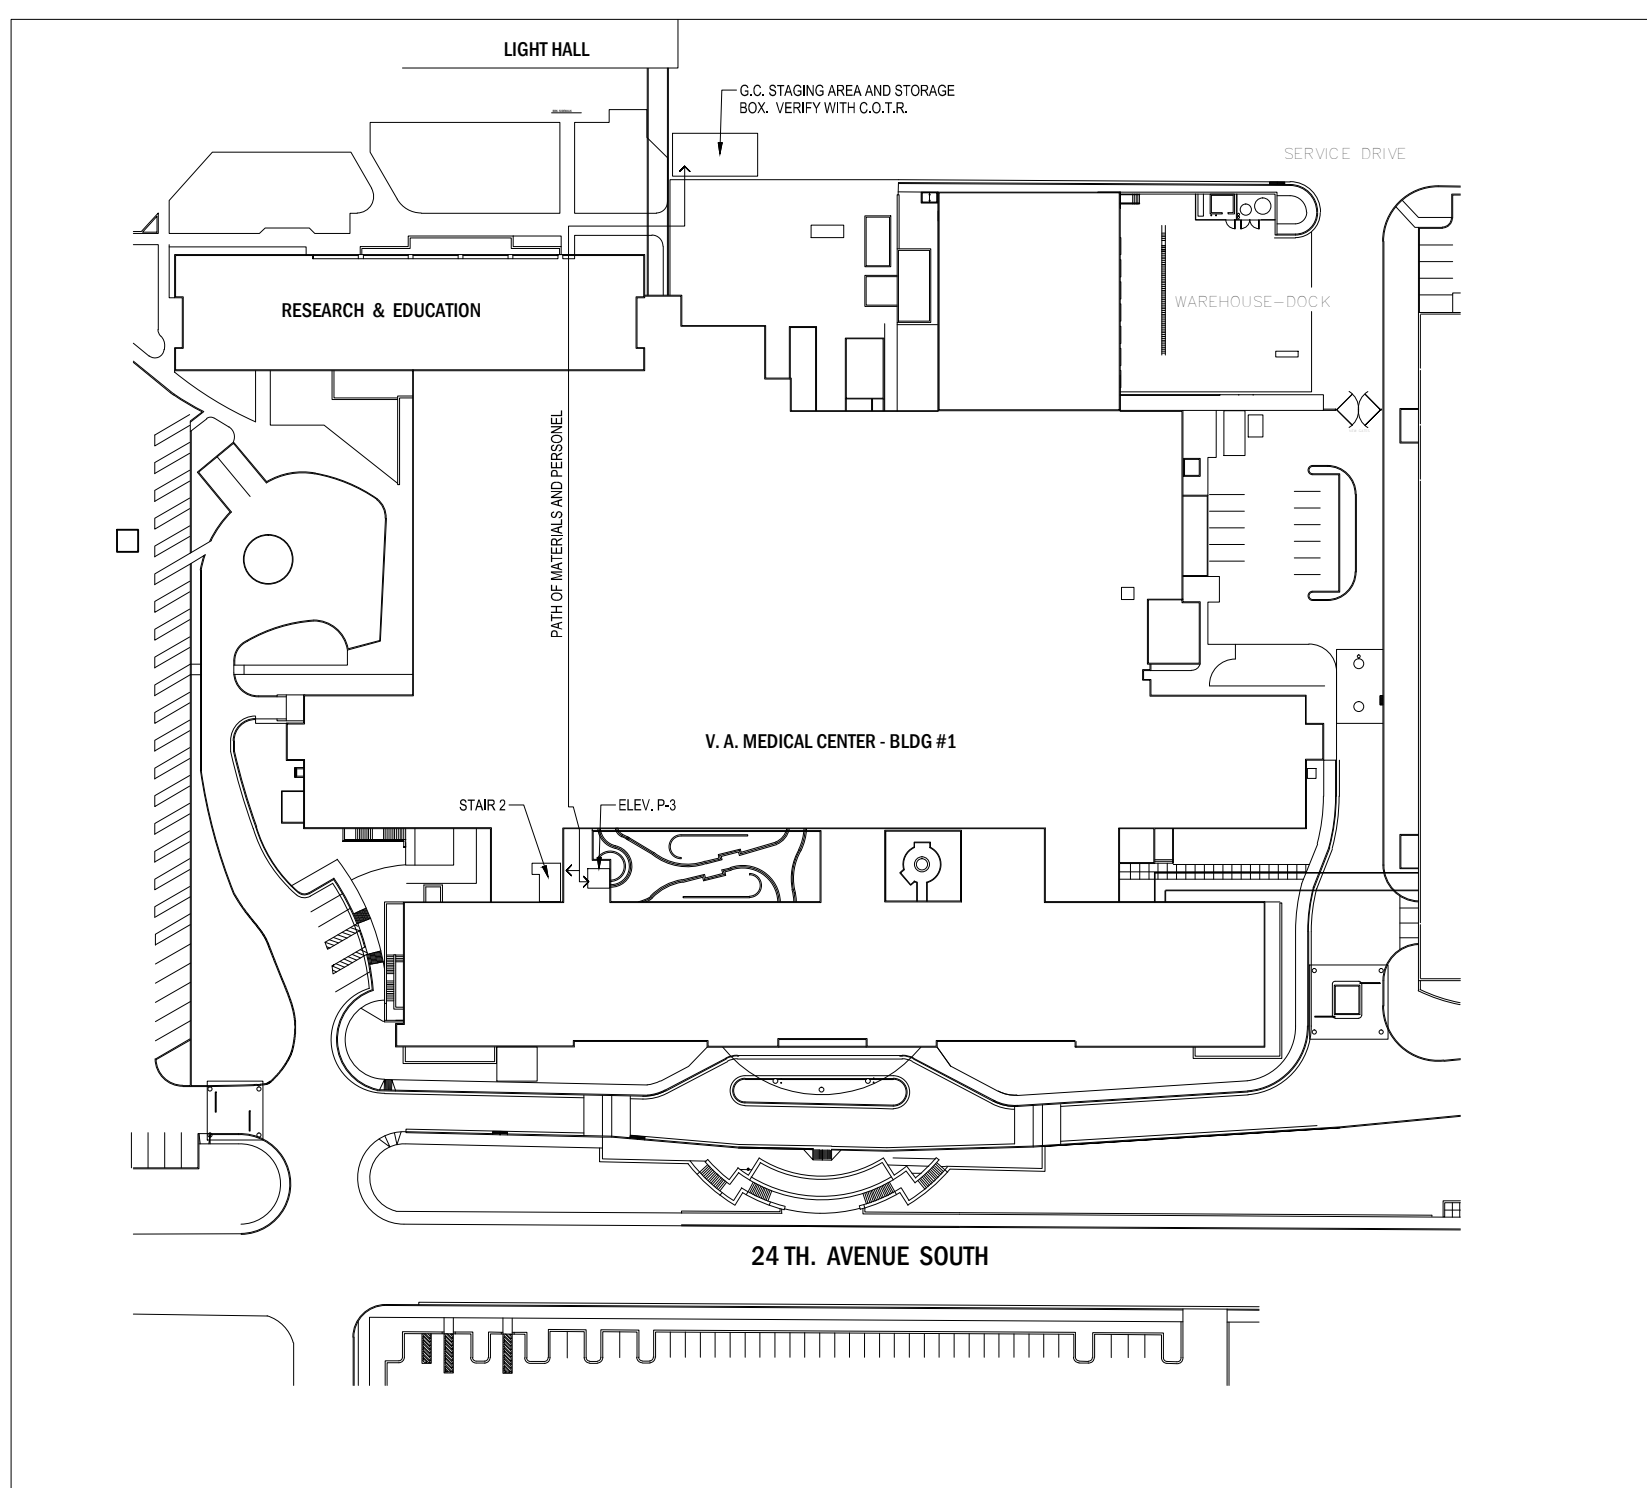 LIGHT HALL
G.C. STAGING AREA AND STORAGE
BOX. VERIFY WITH C.O.T.R.
SERVICE DRIVE
RESEARCH & EDUCATION
WAREHOUSE-DOCK
PATH OF MATERIALS AND PERSONEL
V. A. MEDICAL CENTER - BLDG #1
STAIR 2
ELEV. P-3
24 TH. AVENUE SOUTH